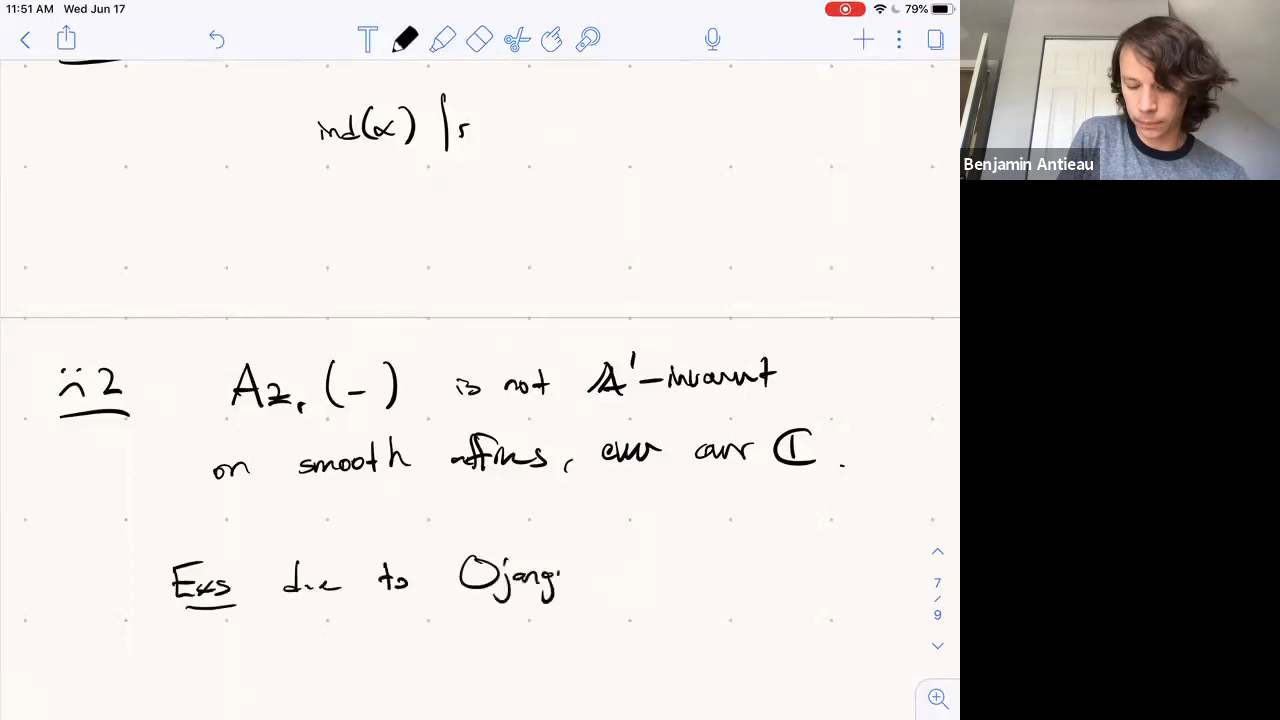 11:51 AM Wed Jun 17
79%
Benjamin Antieau
ind(α) | r
∩̈ 2 Az_r (-) is not A¹-invariant
on smooth affines, even over ℂ.
Exs due to Ojang
7
/
9